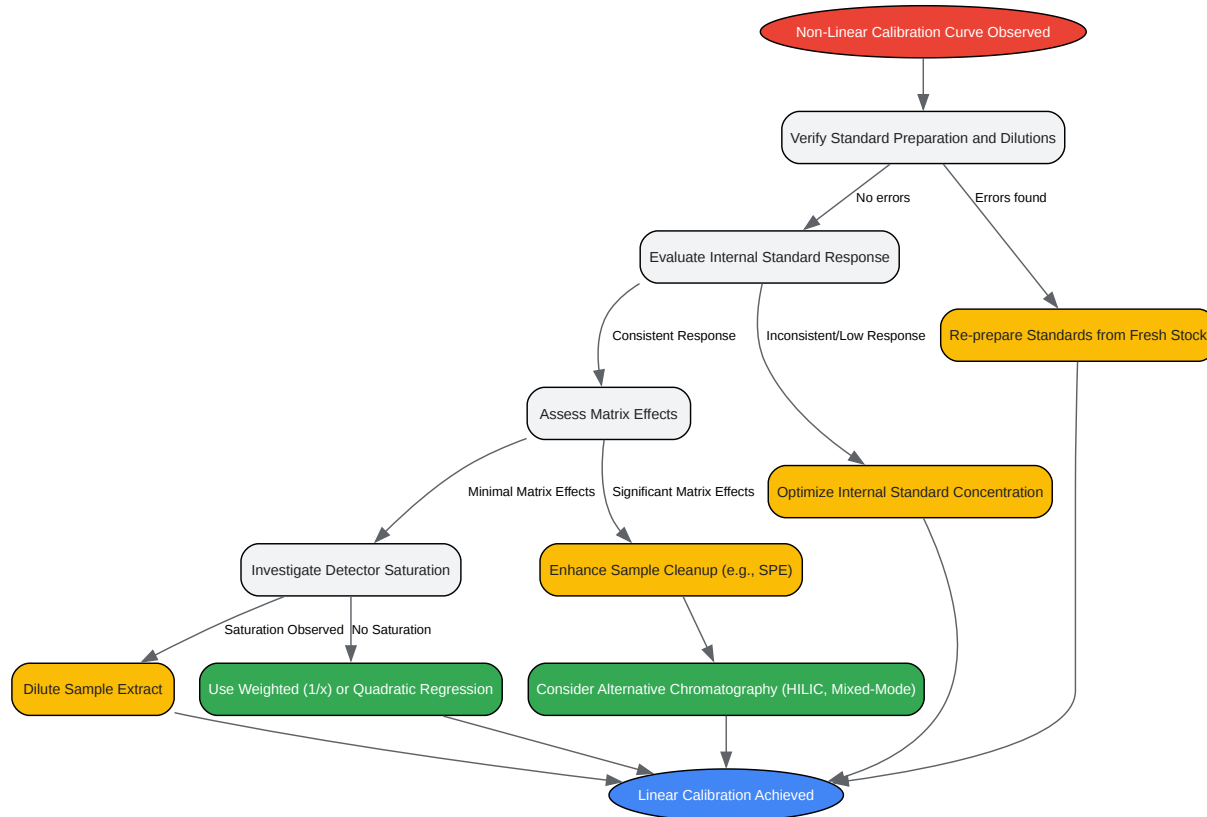 Non-Linear Calibration Curve Observed
Verify Standard Preparation and Dilutions
No errors
Errors found
Evaluate Internal Standard Response
Re-prepare Standards from Fresh Stock
Consistent Response
Inconsistent/Low Response
Assess Matrix Effects
Minimal Matrix Effects
Significant Matrix Effects
Optimize Internal Standard Concentration
Investigate Detector Saturation
Enhance Sample Cleanup (e.g., SPE)
Saturation Observed
No Saturation
Dilute Sample Extract
Use Weighted (1/x) or Quadratic Regression
Consider Alternative Chromatography (HILIC, Mixed-Mode)
Linear Calibration Achieved